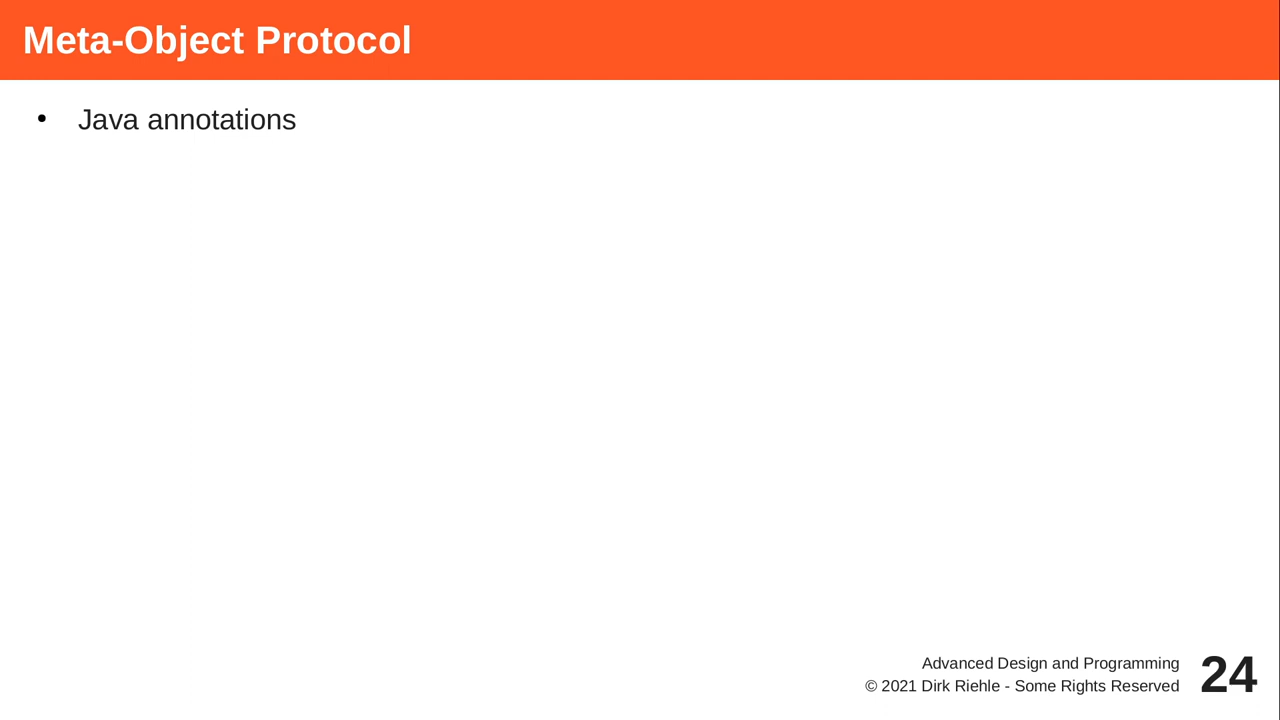 Meta-Object Protocol
• Java annotations
Advanced Design and Programming
© 2021 Dirk Riehle - Some Rights Reserved
24